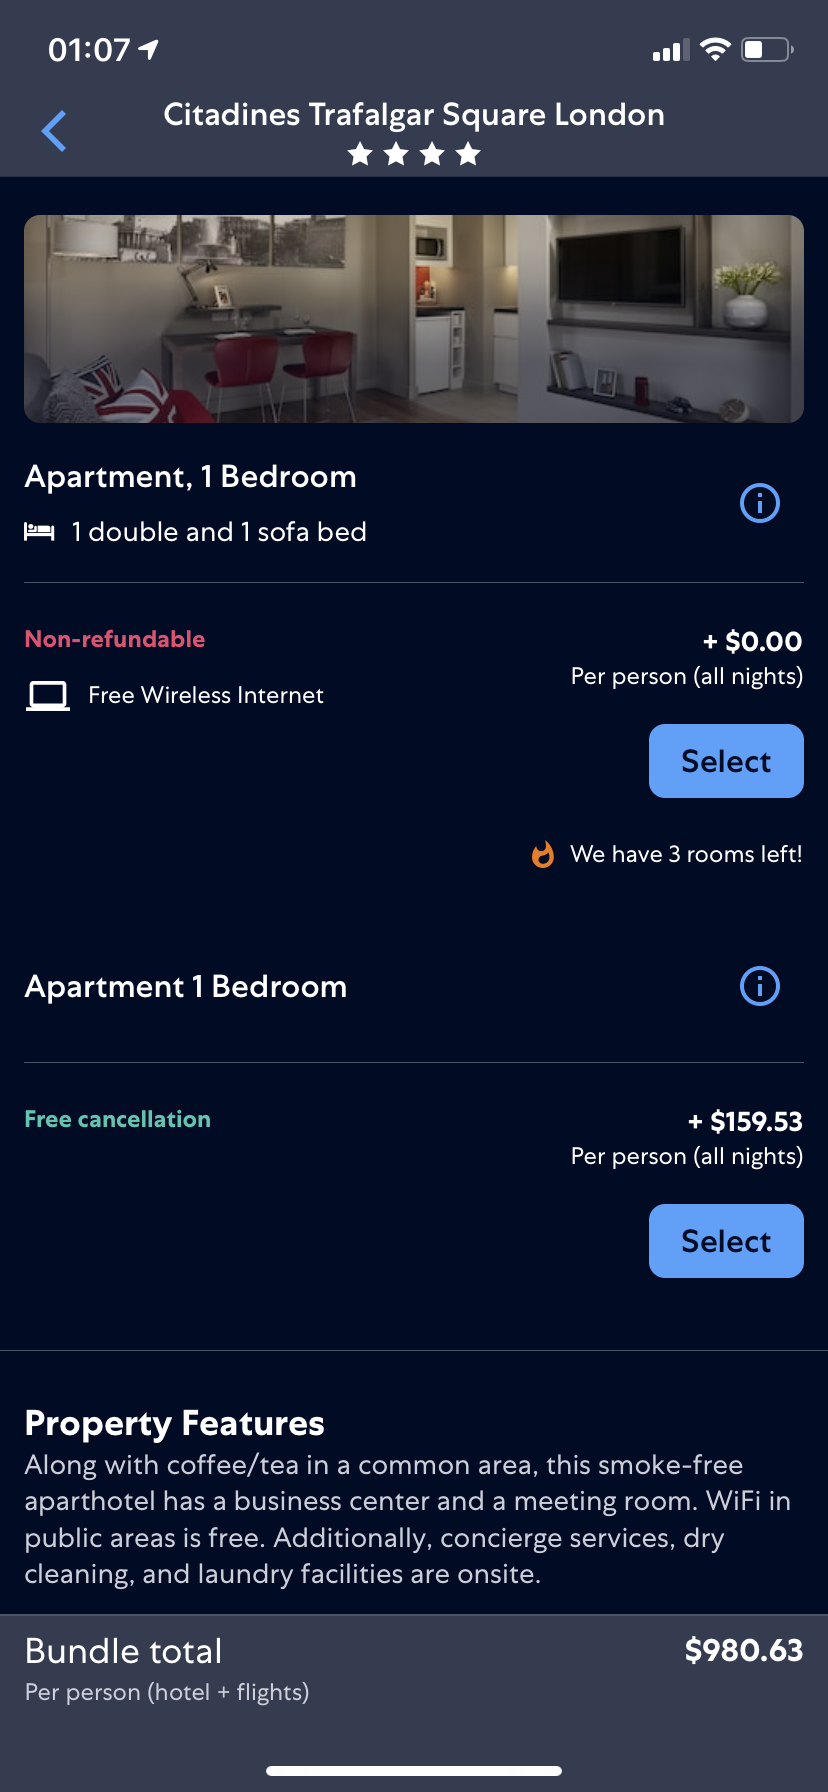 01:07
Citadines Trafalgar Square London
Apartment, 1 Bedroom
1 double and 1 sofa bed
Non-refundable
+ $0.00
Per person (all nights)
Free Wireless Internet
Select
We have 3 rooms left!
Apartment 1 Bedroom
Free cancellation
+ $159.53
Per person (all nights)
Select
Property Features
Along with coffee/tea in a common area, this smoke-free
aparthotel has a business center and a meeting room. WiFi in
public areas is free. Additionally, concierge services, dry
cleaning, and laundry facilities are onsite.
Bundle total
$980.63
Per person (hotel + flights)